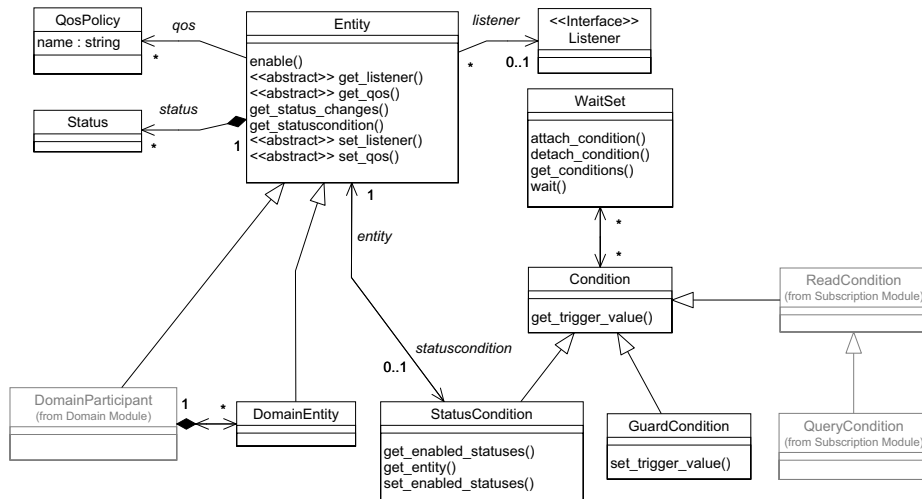 QosPolicy
name : string
qos
*
Entity
enable()
<<abstract>> get_listener()
<<abstract>> get_qos()
get_status_changes()
get_statuscondition()
<<abstract>> set_listener()
<<abstract>> set_qos()
listener
*
0..1
<<Interface>>
Listener
Status
status
*
1
WaitSet
attach_condition()
detach_condition()
get_conditions()
wait()
1
entity
*
*
Condition
get_trigger_value()
ReadCondition
(from Subscription Module)
statuscondition
0..1
DomainParticipant
(from Domain Module)
1
*
DomainEntity
StatusCondition
get_enabled_statuses()
get_entity()
set_enabled_statuses()
GuardCondition
set_trigger_value()
QueryCondition
(from Subscription Module)